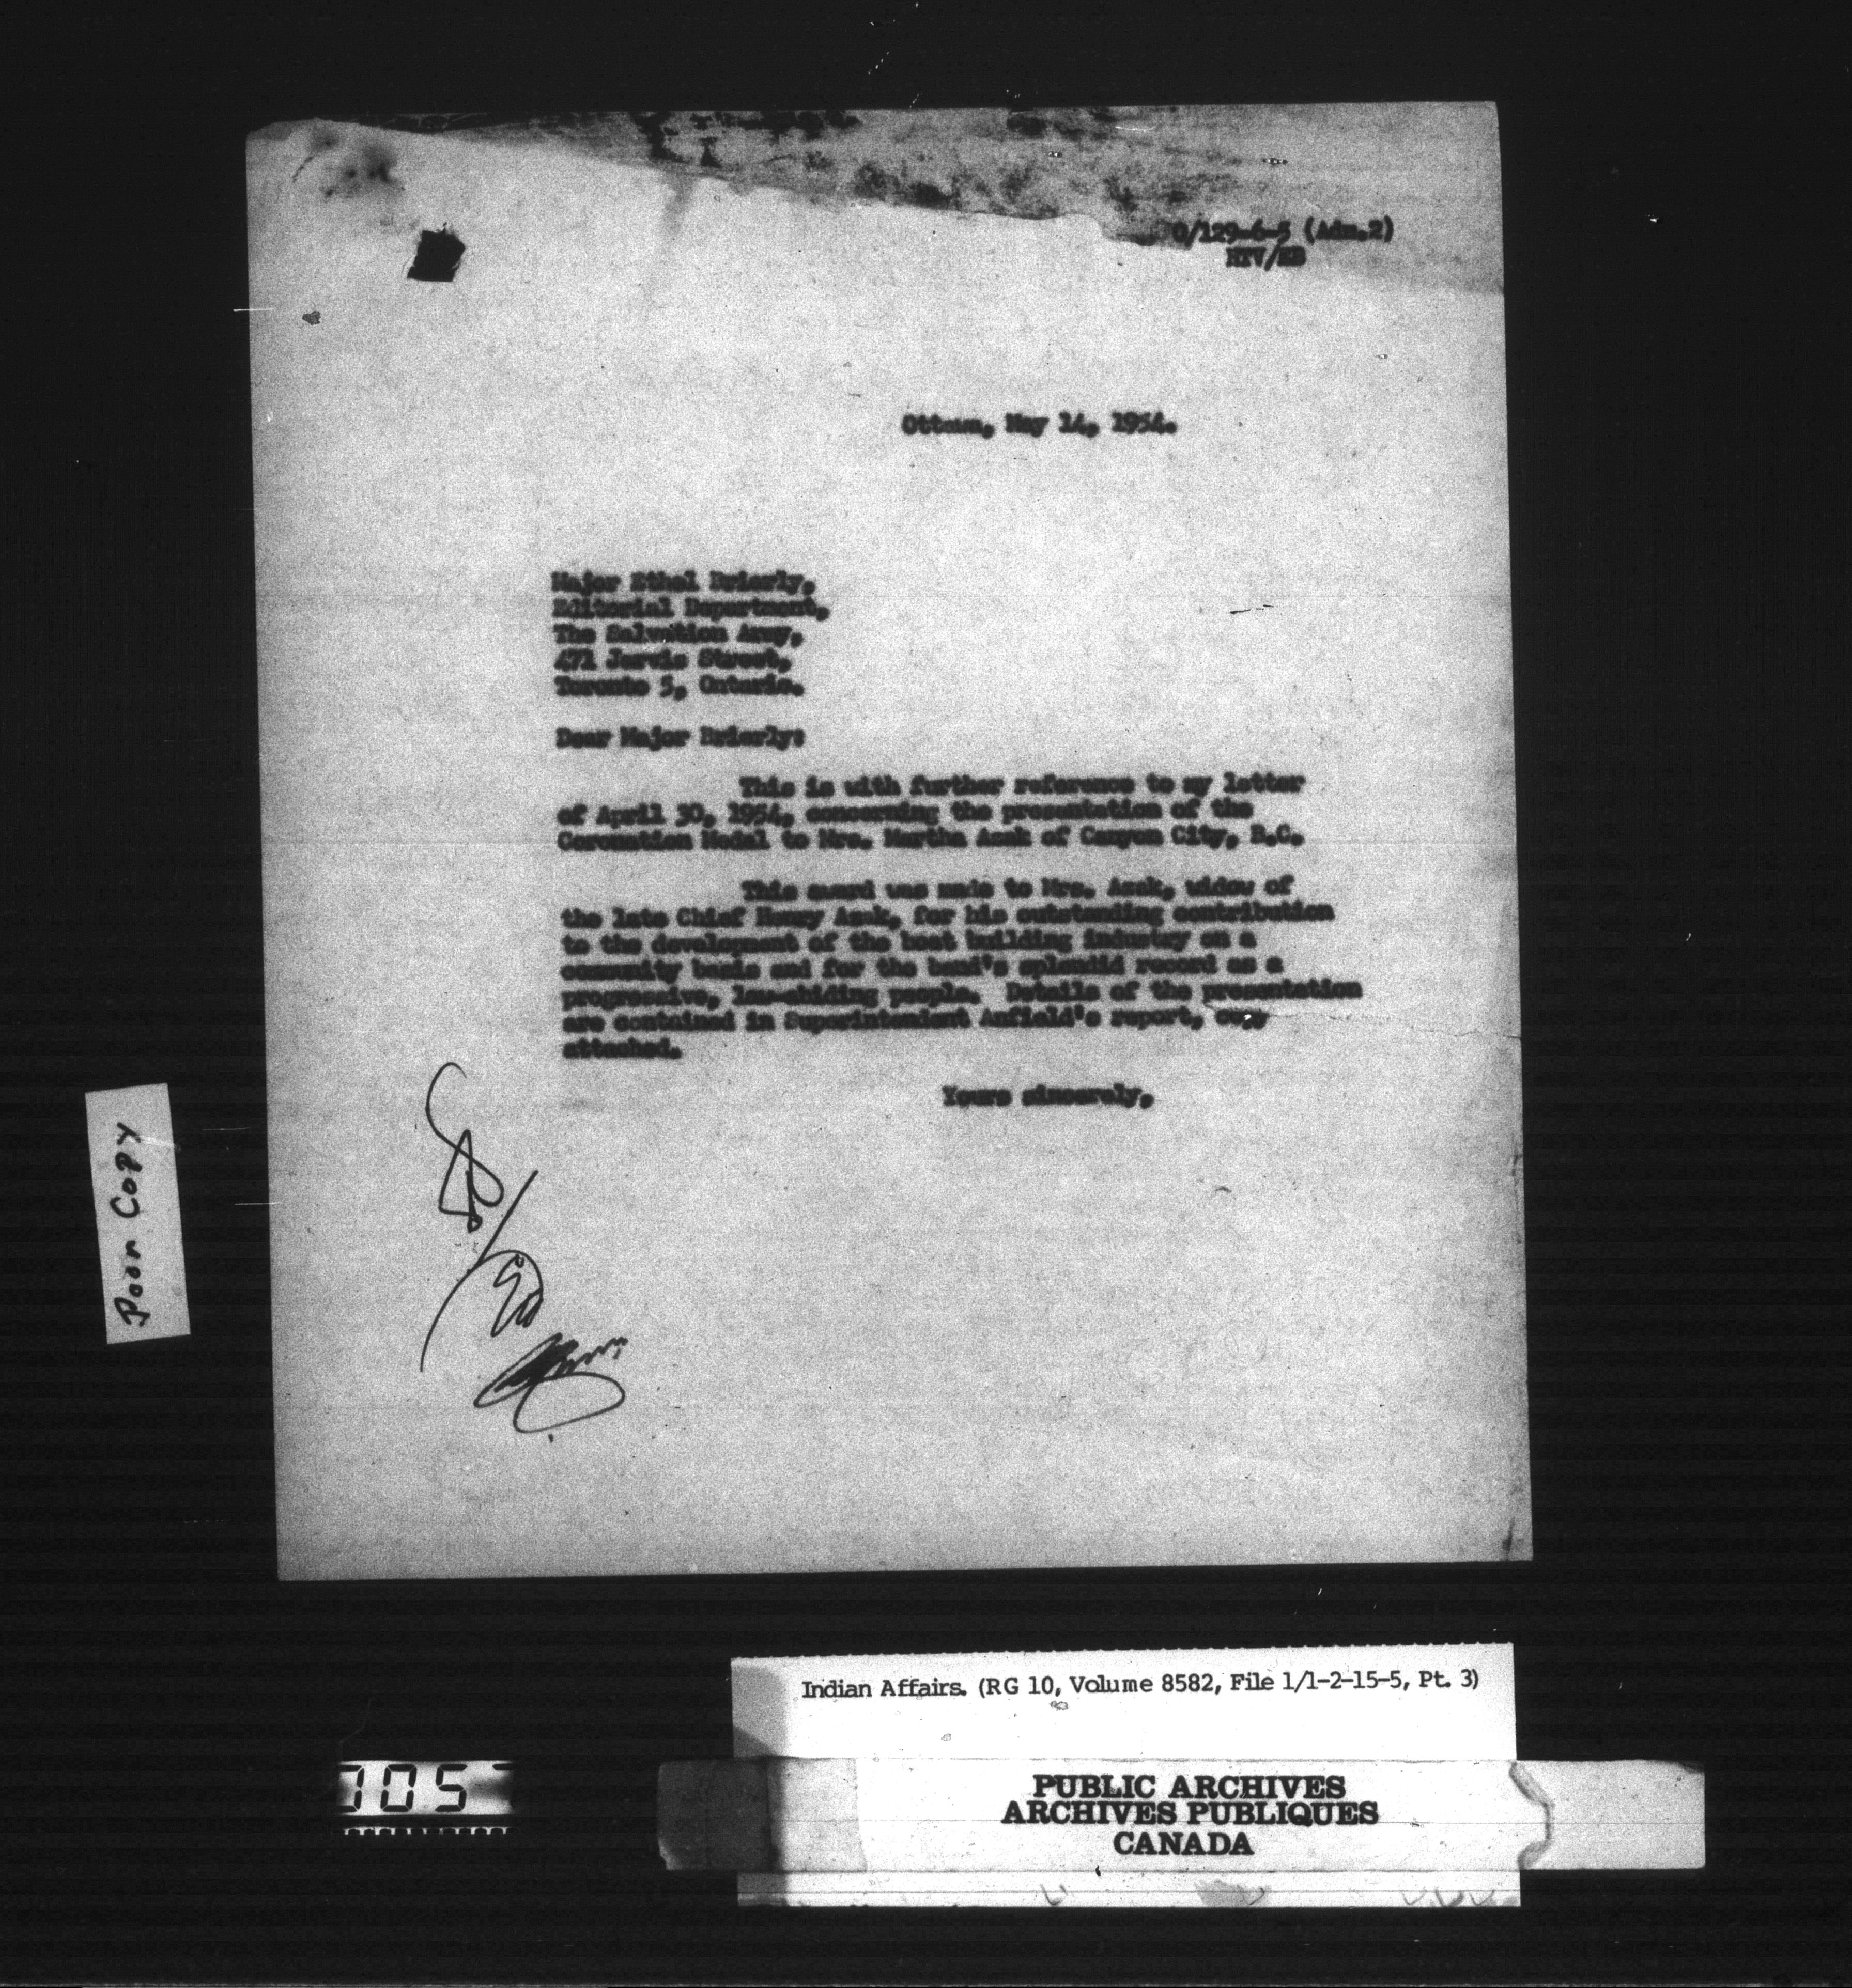 0/129-6-5 (Adm.2)
HTV/EB
Ottawa, May 14, 1954.
Major Ethel Brierly,
Editorial Department,
The Salvation Army,
471 Jarvis Street,
Toronto 5, Ontario.
Dear Major Brierly:
This is with further reference to my letter
of April 30, 1954, concerning the presentation of the
Coronation Medal to Mrs. Martha Azak of Canyon City, B.C.
This award was made to Mrs. Azak, widow of
the late Chief Henry Azak, for his outstanding contribution
to the development of the boat building industry on a
community basis and for the band's splendid record as a
progressive, law-abiding people. Details of the presentation
are contained in Superintendent Anfield's report, copy
attached.
Yours sincerely,
Poor Copy
Indian Affairs. (RG 10, Volume 8582, File 1/1-2-15-5, Pt. 3)
PUBLIC ARCHIVES
ARCHIVES PUBLIQUES
CANADA